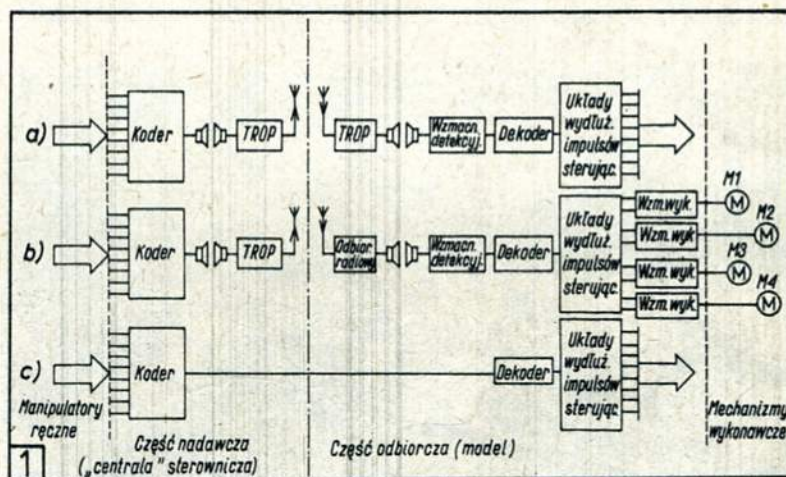 a)
Koder
TROP
TROP
Wzmacn.
detekcyj.
Dekoder
Układy
wydłuż.
impulsów
sterując.
b)
Koder
TROP
Odbior.
radiowy
Wzmacn.
detekcyj.
Dekoder
Układy
wydłuż.
impulsów
sterując.
Wzm.wyk.
M1
M
Wzm.wyk
M2
M
Wzm.wyk
M3
M
Wzm.wyk
M4
M
c)
Koder
Dekoder
Układy
wydłuż.
impulsów
sterując.
Manipulatory
ręczne
Część nadawcza
(„centrala" sterownicza)
Część odbiorcza (model)
Mechanizmy
wykonawcze
1